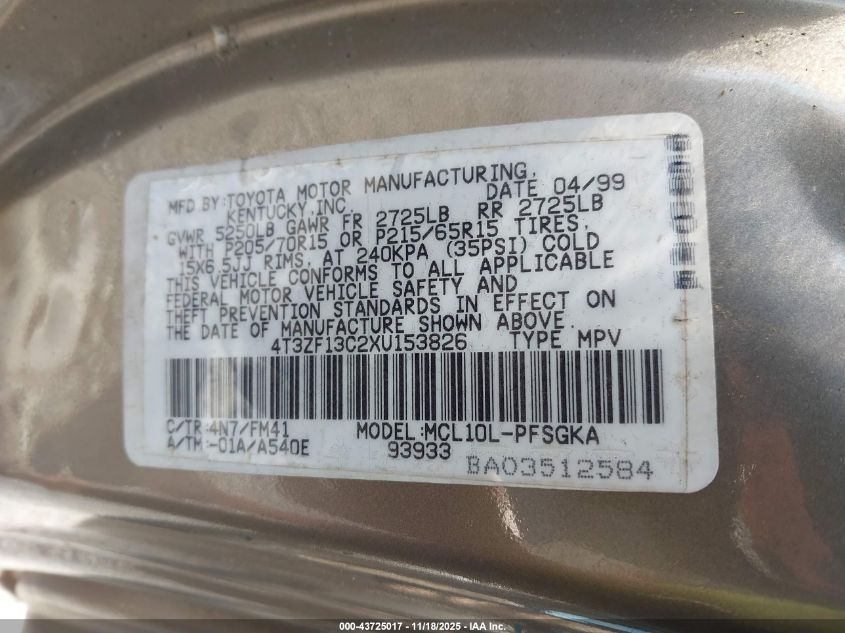 MFD BY:TOYOTA MOTOR MANUFACTURING,
KENTUCKY,INC DATE 04/99
GVWR 5250LB GAWR FR 2725LB RR 2725LB
WITH P205/70R15 OR P215/65R15 TIRES,
15X6.5JJ RIMS, AT 240KPA (35PSI) COLD
THIS VEHICLE CONFORMS TO ALL APPLICABLE
FEDERAL MOTOR VEHICLE SAFETY AND
THEFT PREVENTION STANDARDS IN EFFECT ON
THE DATE OF MANUFACTURE SHOWN ABOVE.
4T3ZF13C2XU153826 TYPE MPV
C/TR:4N7/FM41 MODEL:MCL10L-PFSGKA
A/TM:-01A/A540E 93933
BA03512584
000-43725017 - 11/18/2025 - IAA Inc.